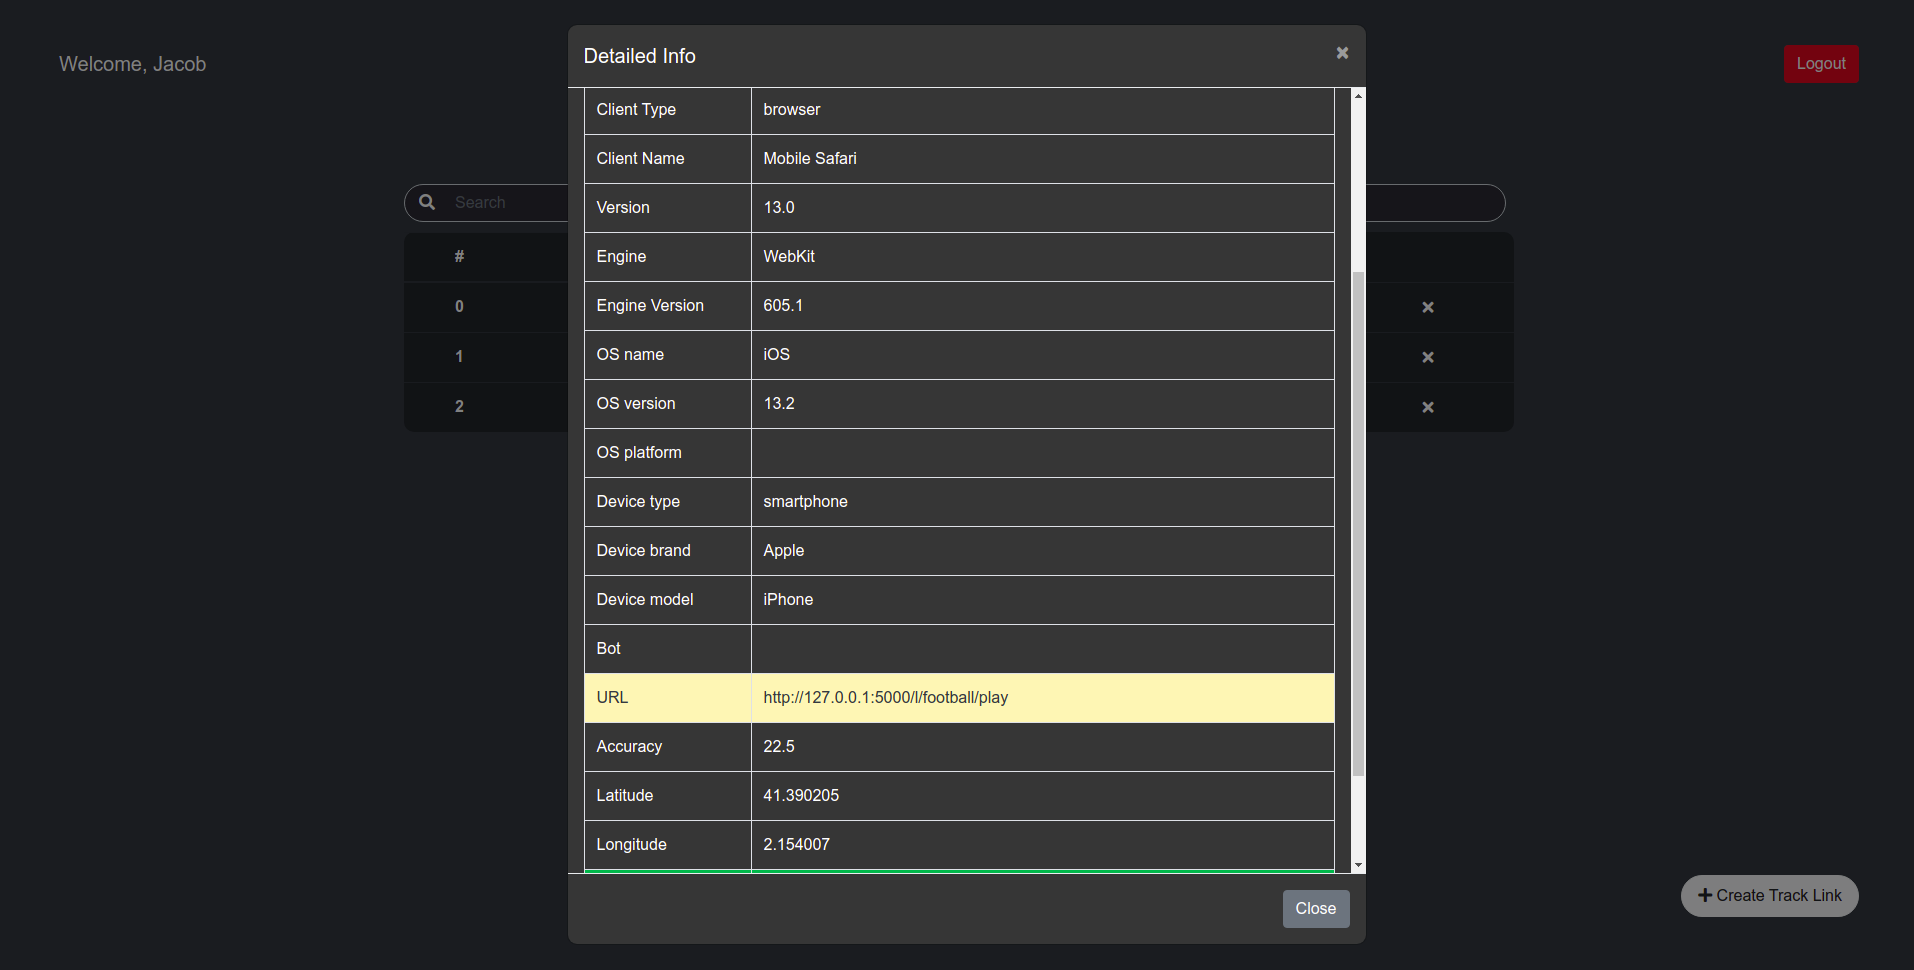 Welcome, Jacob
Logout
Detailed Info
×
Search
#
0
1
2
Client Type browser
Client Name Mobile Safari
Version 13.0
Engine WebKit
Engine Version 605.1
OS name iOS
OS version 13.2
OS platform
Device type smartphone
Device brand Apple
Device model iPhone
Bot
URL http://127.0.0.1:5000/l/football/play
Accuracy 22.5
Latitude 41.390205
Longitude 2.154007
Close
Create Track Link